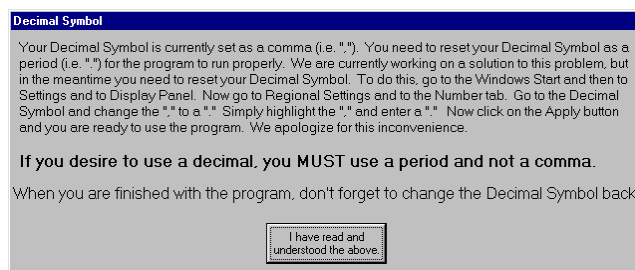 Decimal Symbol
Your Decimal Symbol is currently set as a comma (i.e. ","). You need to reset your Decimal Symbol as a
period (i.e. ".") for the program to run properly. We are currently working on a solution to this problem, but
in the meantime you need to reset your Decimal Symbol. To do this, go to the Windows Start and then to
Settings and to Display Panel. Now go to Regional Settings and to the Number tab. Go to the Decimal
Symbol and change the "," to a "." Simply highlight the "," and enter a "." Now click on the Apply button
and you are ready to use the program. We apologize for this inconvenience.
If you desire to use a decimal, you MUST use a period and not a comma.
When you are finished with the program, don't forget to change the Decimal Symbol back
I have read and
understood the above.